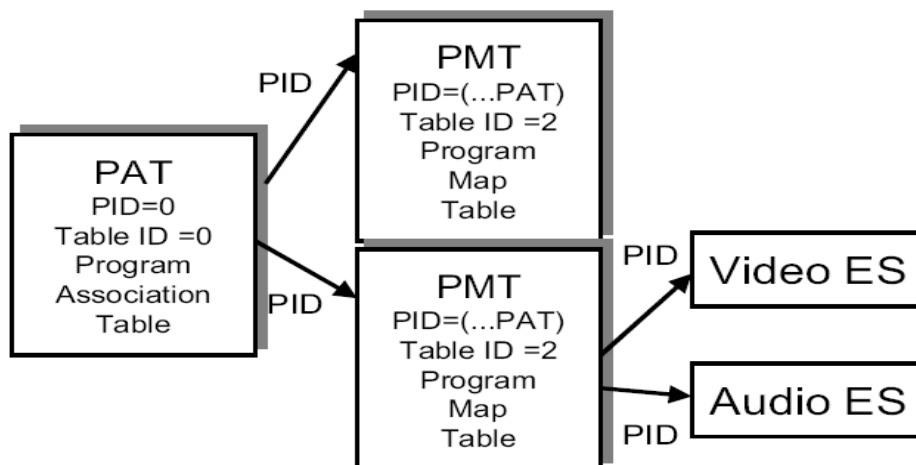 PAT
PID=0
Table ID =0
Program
Association
Table
PID
PMT
PID=(...PAT)
Table ID =2
Program
Map
Table
PID
PMT
PID=(...PAT)
Table ID =2
Program
Map
Table
PID
Video ES
PID
Audio ES